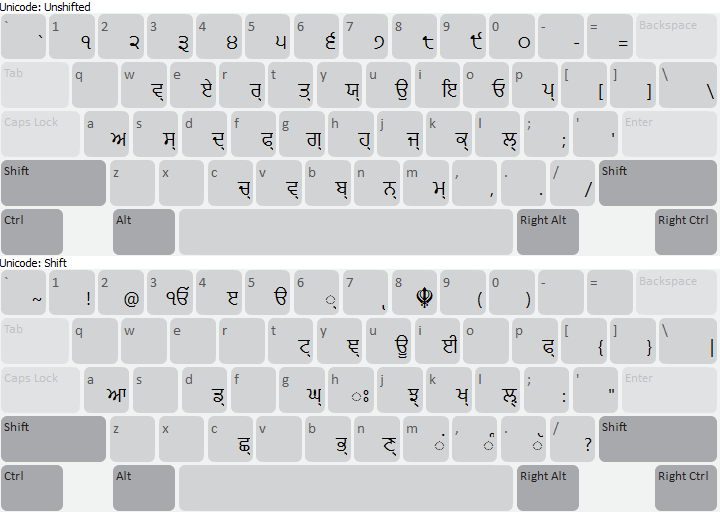 Unicode: Unshifted
` ` 1 ੧ 2 ੨ 3 ੩ 4 ੪ 5 ੫ 6 ੬ 7 ੭ 8 ੮ 9 ੯ 0 ੦ - - = = Backspace
Tab q w ਵ੍ e ਏ r ਰ੍ t ਤ੍ y ਯ੍ u ਉ i ਇ o ਓ p ਪ੍ [ [ ] ] \ \
Caps Lock a ਅ s ਸ੍ d ਦ੍ f ਫ੍ g ਗ੍ h ਹ੍ j ਜ੍ k ਕ੍ l ਲ੍ ; ; ' ' Enter
Shift z x c ਚ੍ v ਵ੍ b ਬ੍ n ਨ੍ m ਮ੍ , , . . / / Shift
Ctrl Alt Right Alt Right Ctrl
Unicode: Shift
` ~ 1 ! 2 @ 3 ੧ਓੱ 4 ੲ 5 ੳ 6 ੍ 7 8 ☬ 9 ( 0 ) - = Backspace
Tab q w e r t ਟ੍ y ਞ੍ u ਊ i ਈ o p ਫ੍ [ { ] } \ |
Caps Lock a ਆ s d ਡ੍ f g ਘ੍ h ਃ j ਝ੍ k ਖ੍ l ਲ਼੍ ; : ' " Enter
Shift z x c ਛ੍ v b ਭ੍ n ਣ੍ m ਂ , ੰ . ੱ / ? Shift
Ctrl Alt Right Alt Right Ctrl